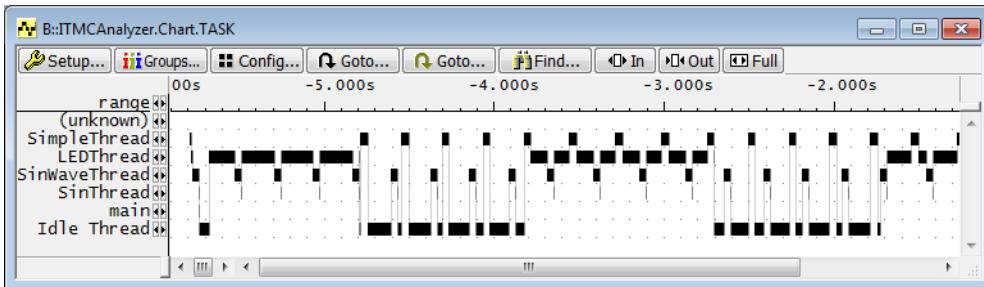 B::ITMCAnalyzer.Chart.TASK
Setup... Groups... Config... Goto... Goto... Find... In Out Full
00s -5.000s -4.000s -3.000s -2.000s
range
(unknown)
SimpleThread
LEDThread
SinWaveThread
SinThread
main
Idle Thread